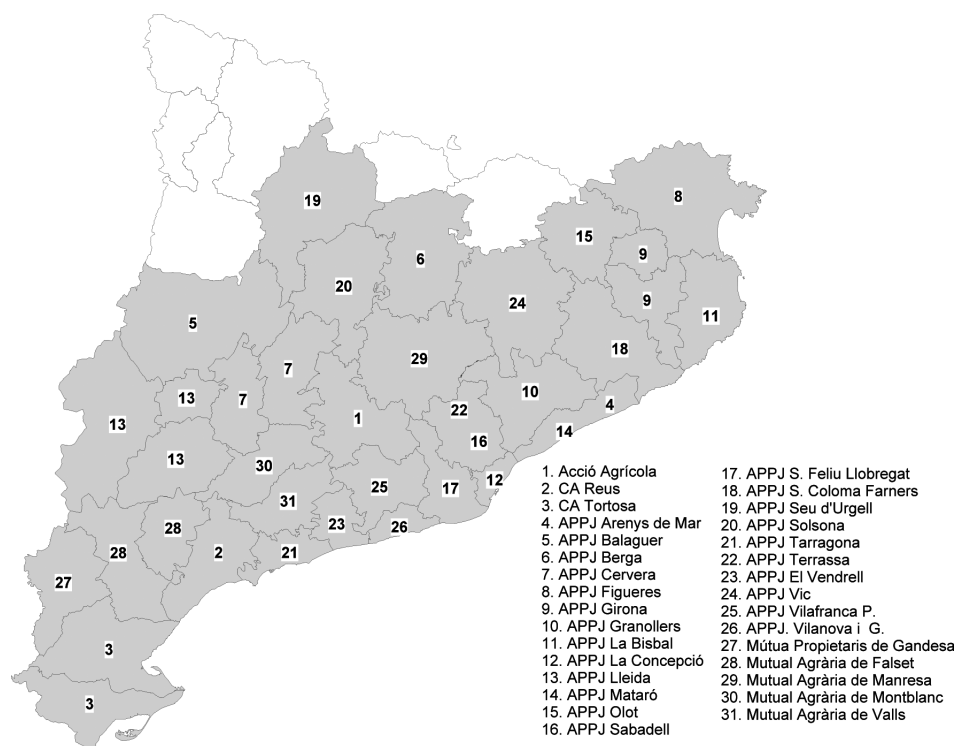 19
8
15
9
6
20
24
9
5
11
18
29
7
10
13
7
22
4
13
1
16
14
13
30
12
25
17
31
28
23
26
28
2
21
27
3
3
1. Acció Agrícola
2. CA Reus
3. CA Tortosa
4. APPJ Arenys de Mar
5. APPJ Balaguer
6. APPJ Berga
7. APPJ Cervera
8. APPJ Figueres
9. APPJ Girona
10. APPJ Granollers
11. APPJ La Bisbal
12. APPJ La Concepció
13. APPJ Lleida
14. APPJ Mataró
15. APPJ Olot
16. APPJ Sabadell
17. APPJ S. Feliu Llobregat
18. APPJ S. Coloma Farners
19. APPJ Seu d'Urgell
20. APPJ Solsona
21. APPJ Tarragona
22. APPJ Terrassa
23. APPJ El Vendrell
24. APPJ Vic
25. APPJ Vilafranca P.
26. APPJ. Vilanova i G.
27. Mútua Propietaris de Gandesa
28. Mutual Agrària de Falset
29. Mutual Agrària de Manresa
30. Mutual Agrària de Montblanc
31. Mutual Agrària de Valls